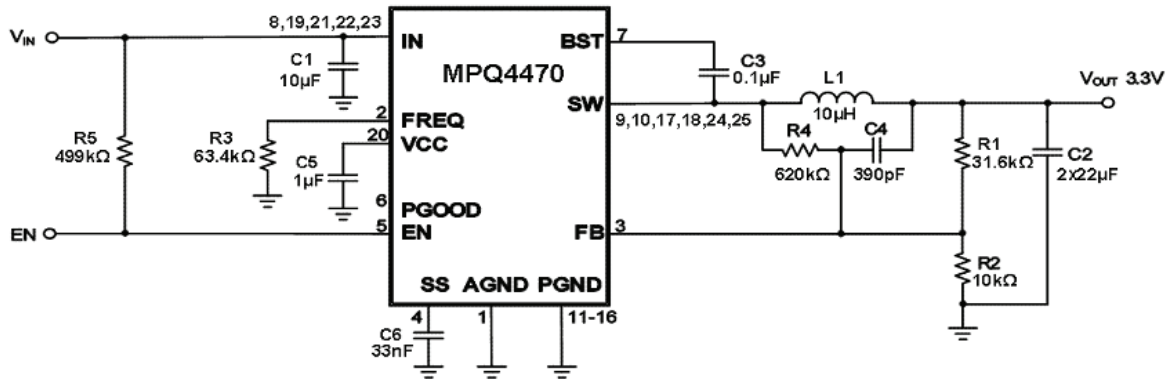 8,19,21,22,23
7
VIN
IN
BST
C1
10µF
MPQ4470
C3
0.1µF
L1
10µH
VOUT 3.3V
SW
9,10,17,18,24,25
2
FREQ
20
VCC
R3
63.4kΩ
R5
499kΩ
C5
1µF
R4
620kΩ
C4
390pF
R1
31.6kΩ
C2
2x22µF
6
PGOOD
5
EN
EN
FB
3
R2
10kΩ
SS
AGND
PGND
4
1
11-16
C6
33nF